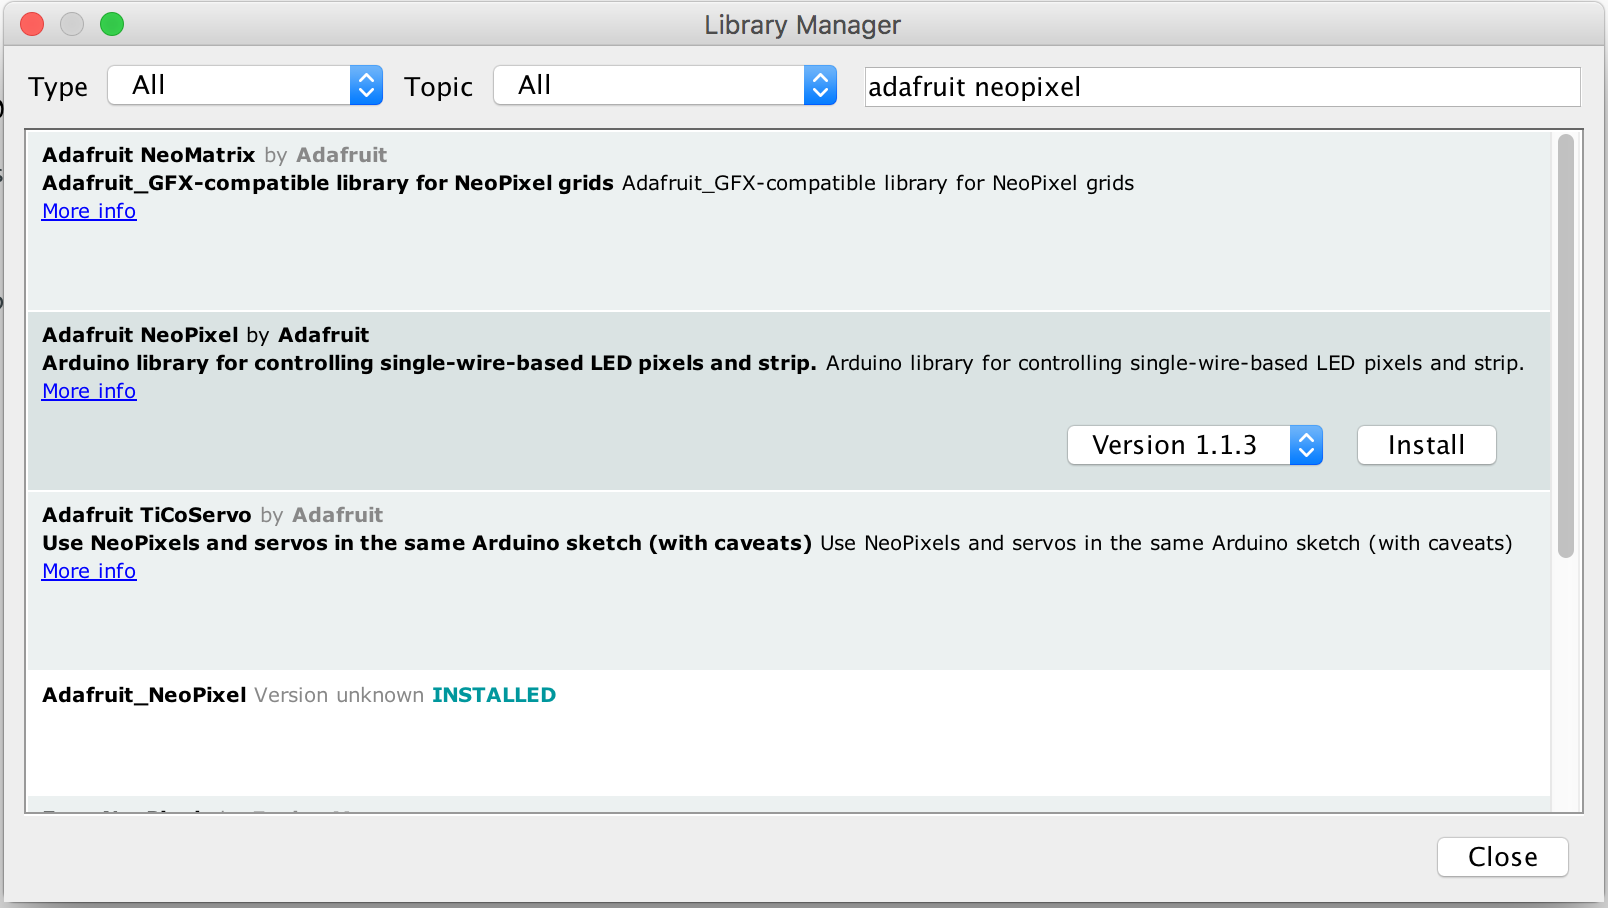 Library Manager
Type All Topic All adafruit neopixel
Adafruit NeoMatrix by Adafruit
Adafruit_GFX-compatible library for NeoPixel grids Adafruit_GFX-compatible library for NeoPixel grids
More info
Adafruit NeoPixel by Adafruit
Arduino library for controlling single-wire-based LED pixels and strip. Arduino library for controlling single-wire-based LED pixels and strip.
More info
Version 1.1.3 Install
Adafruit TiCoServo by Adafruit
Use NeoPixels and servos in the same Arduino sketch (with caveats) Use NeoPixels and servos in the same Arduino sketch (with caveats)
More info
Adafruit_NeoPixel Version unknown INSTALLED
Close